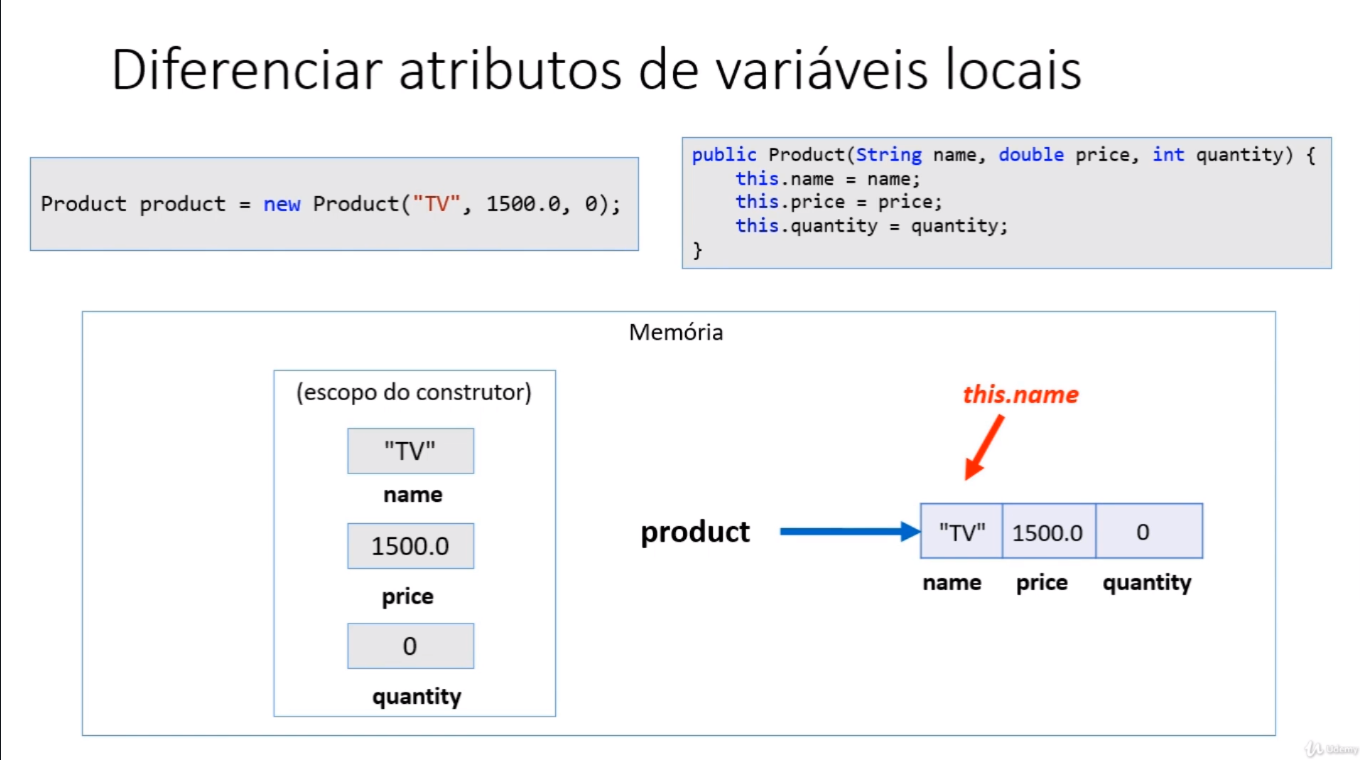 Diferenciar atributos de variáveis locais
Product product = new Product("TV", 1500.0, 0);
public Product(String name, double price, int quantity) {
this.name = name;
this.price = price;
this.quantity = quantity;
}
Memória
(escopo do construtor)
"TV"
name
1500.0
price
0
quantity
this.name
product
"TV" 1500.0 0
name price quantity
Udemy